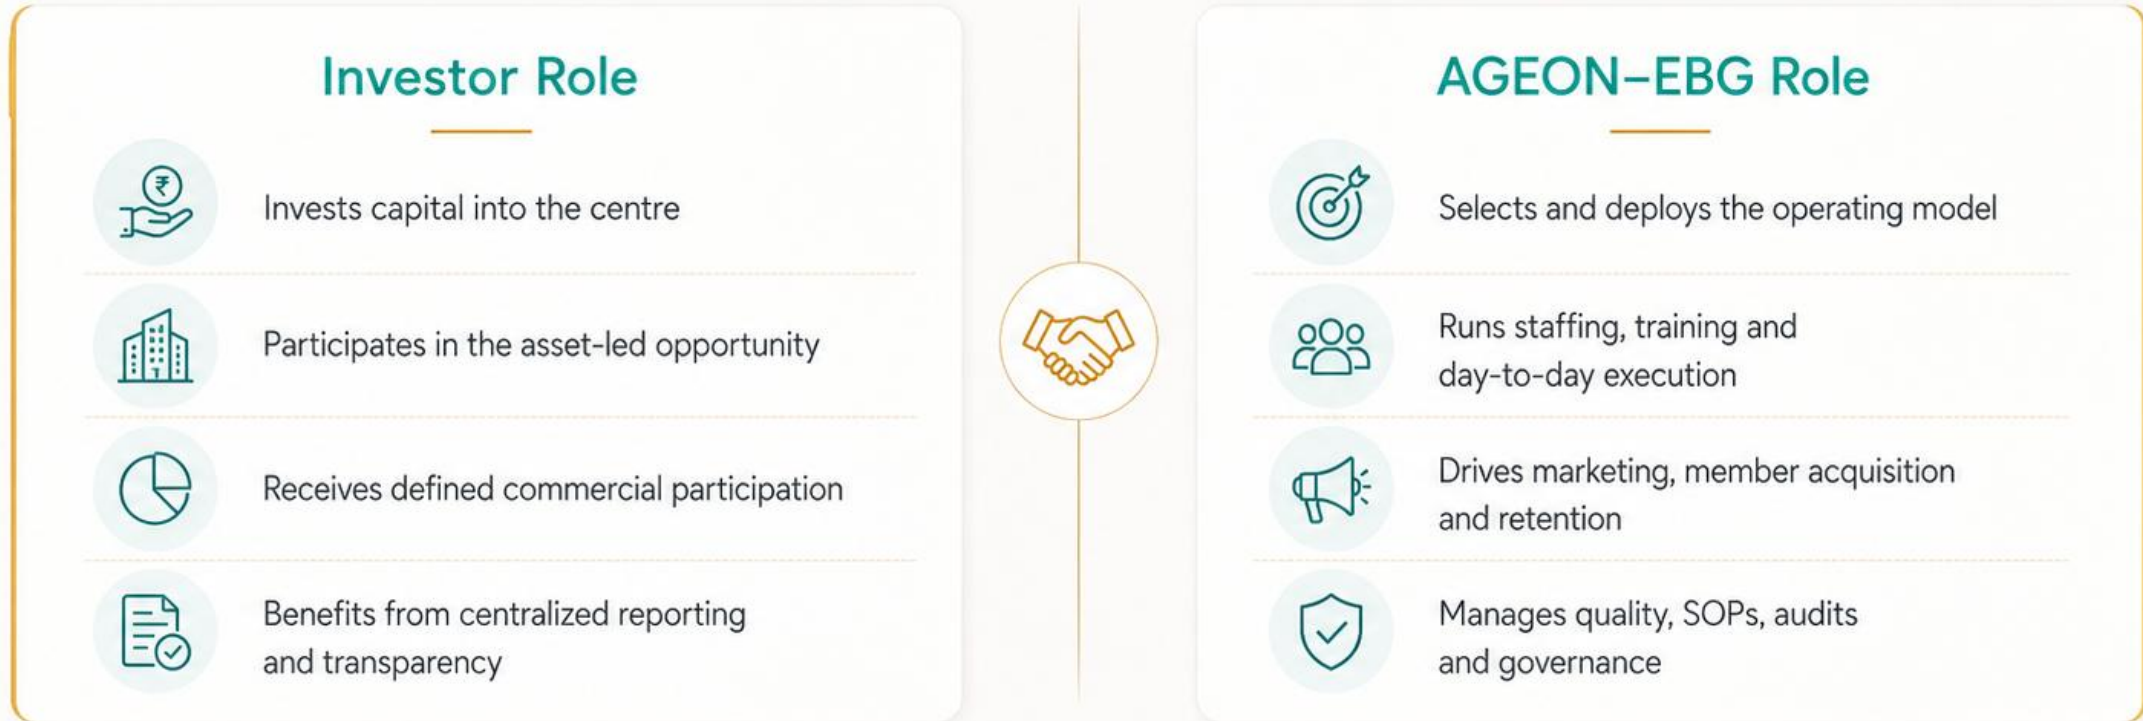 Investor Role
₹
Invests capital into the centre
Participates in the asset-led opportunity
Receives defined commercial participation
Benefits from centralized reporting
and transparency
AGEON–EBG Role
Selects and deploys the operating model
Runs staffing, training and
day-to-day execution
Drives marketing, member acquisition
and retention
Manages quality, SOPs, audits
and governance